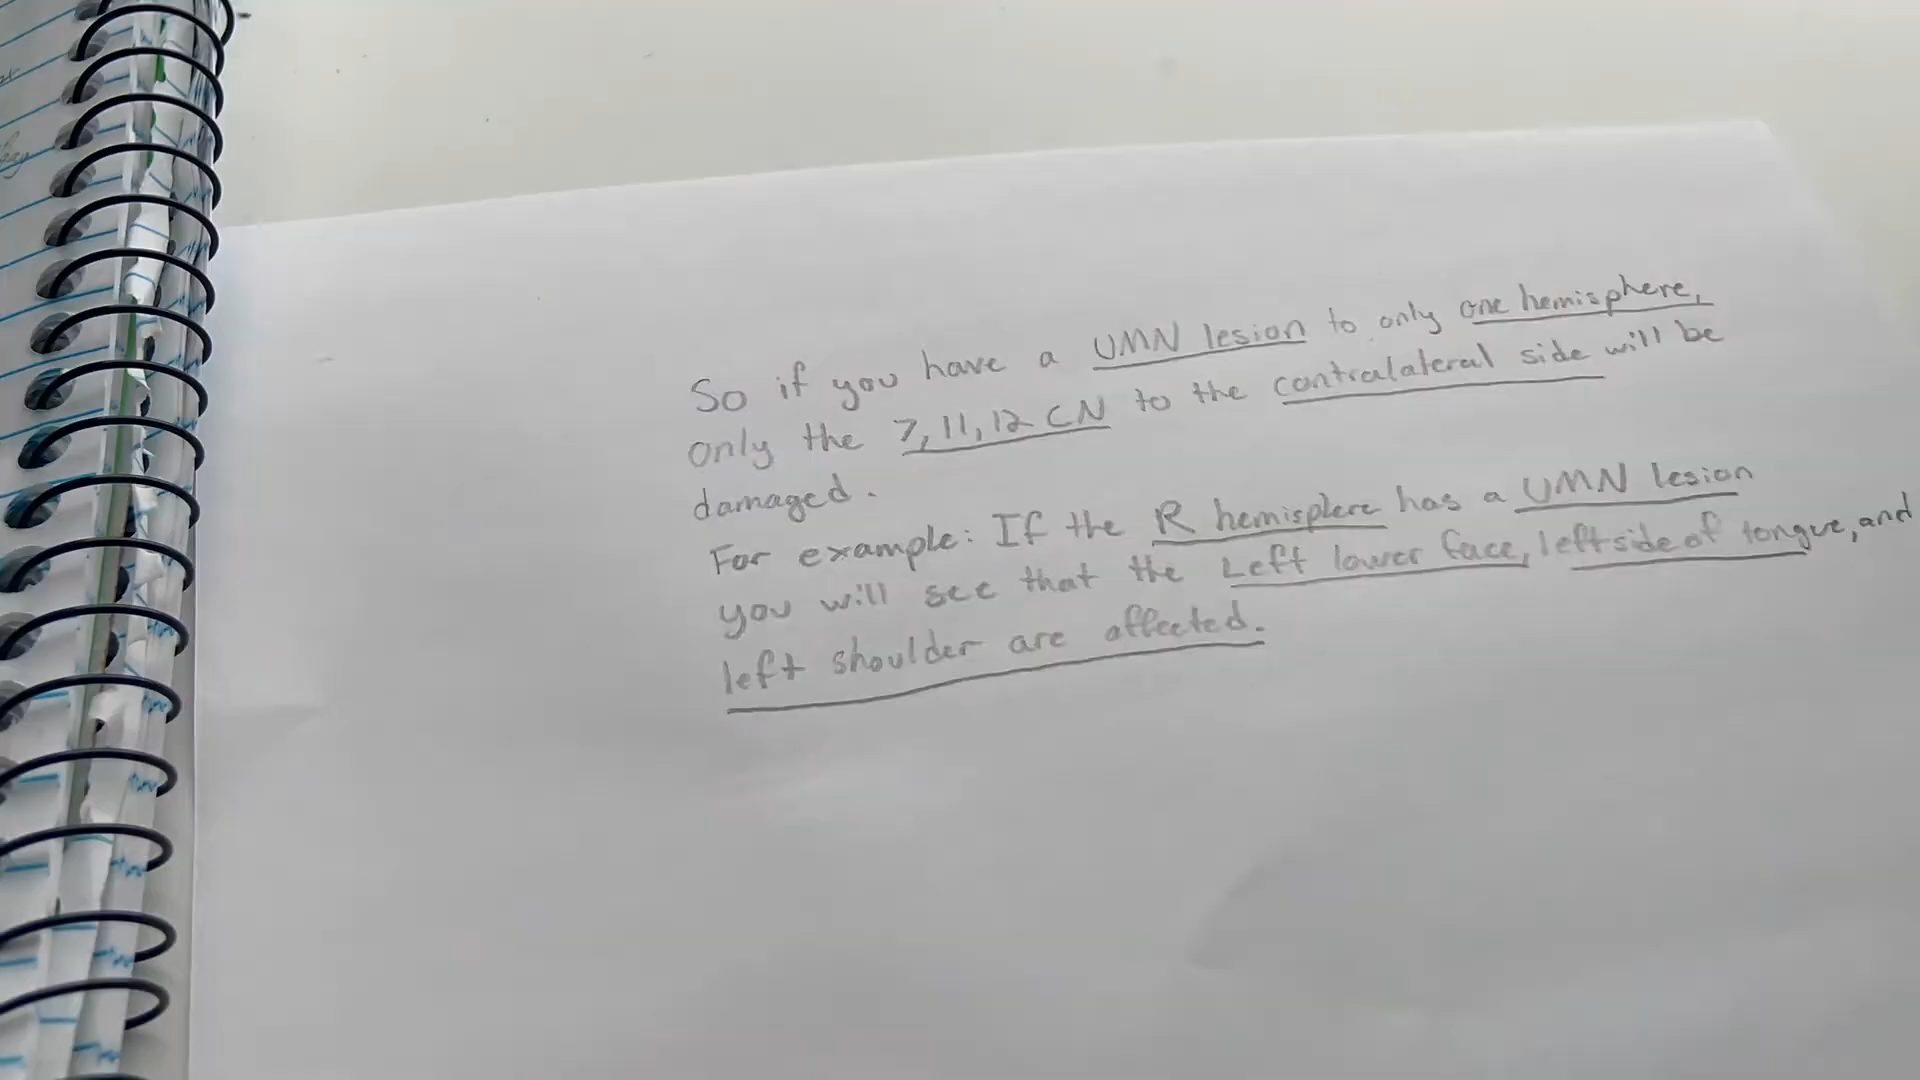 So if you have a UMN lesion to only one hemisphere,
only the 7, 11, 12 CN to the contralateral side will be
damaged.
For example: If the R hemisphere has a UMN lesion
you will see that the Left lower face, left side of tongue, and
left shoulder are affected.